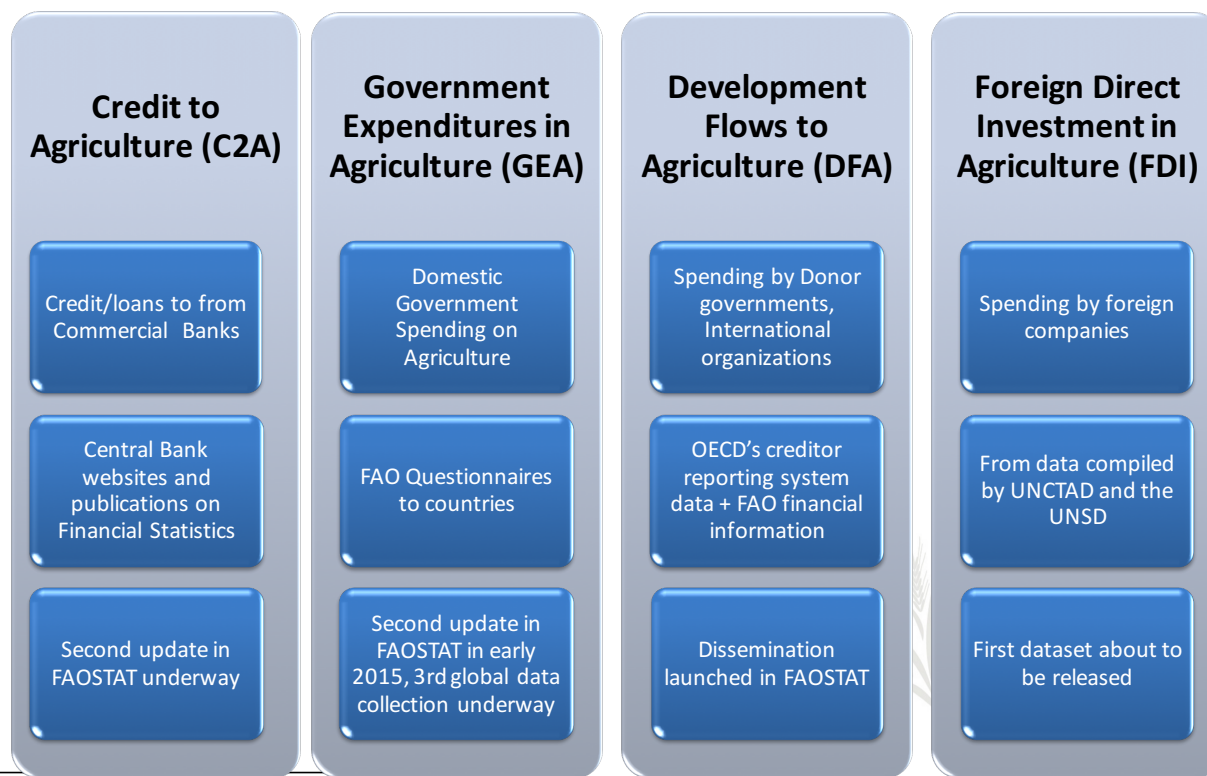 Credit to
Agriculture (C2A)
Credit/loans to from
Commercial Banks
Central Bank
websites and
publications on
Financial Statistics
Second update in
FAOSTAT underway
Government
Expenditures in
Agriculture (GEA)
Domestic
Government
Spending on
Agriculture
FAO Questionnaires
to countries
Second update in
FAOSTAT in early
2015, 3rd global data
collection underway
Development
Flows to
Agriculture (DFA)
Spending by Donor
governments,
International
organizations
OECD's creditor
reporting system
data + FAO financial
information
Dissemination
launched in FAOSTAT
Foreign Direct
Investment in
Agriculture (FDI)
Spending by foreign
companies
From data compiled
by UNCTAD and the
UNSD
First dataset about to
be released